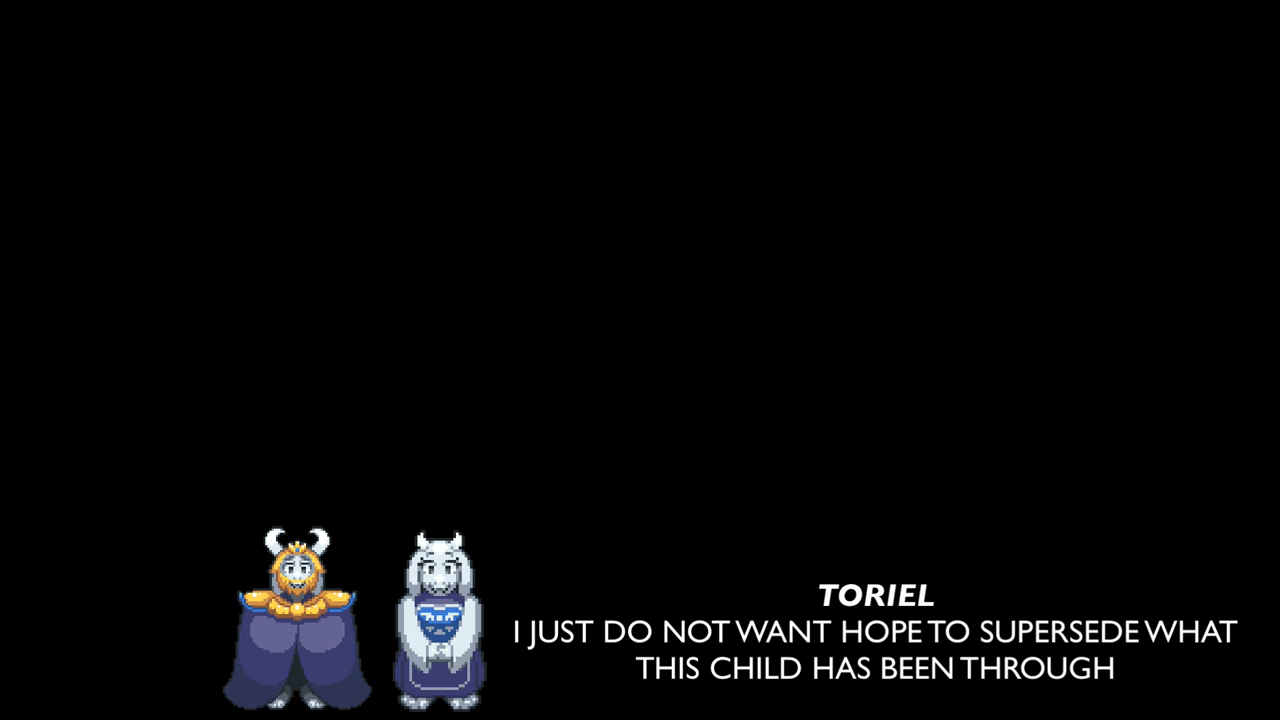 TORIEL
I JUST DO NOT WANT HOPE TO SUPERSEDE WHAT
THIS CHILD HAS BEEN THROUGH